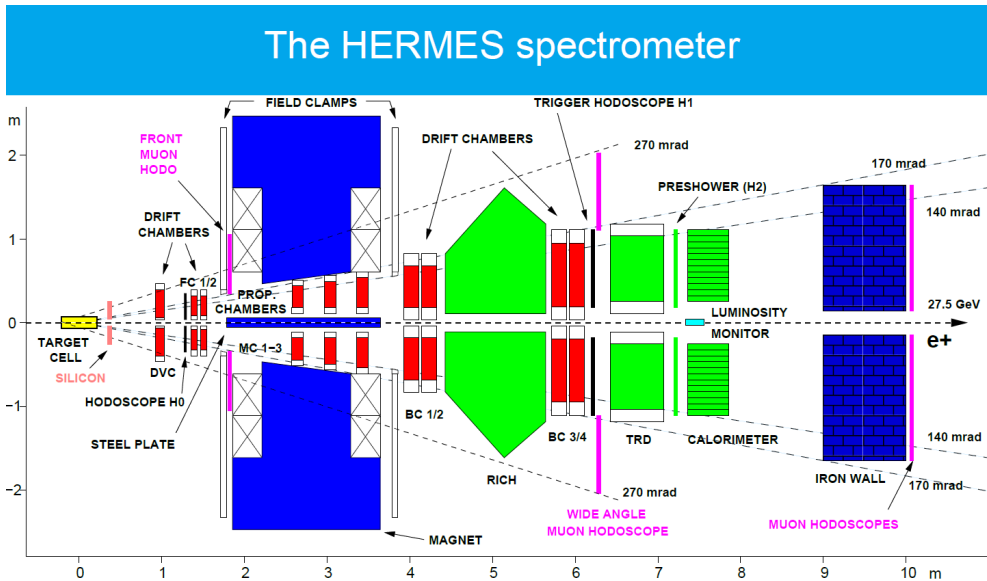 The HERMES spectrometer
m
FIELD CLAMPS
TRIGGER HODOSCOPE H1
2
FRONT
MUON
HODO
DRIFT CHAMBERS
270 mrad
170 mrad
PRESHOWER (H2)
DRIFT
CHAMBERS
140 mrad
1
FC 1/2
PROP.
CHAMBERS
27.5 GeV
0
LUMINOSITY
MONITOR
e+
TARGET
CELL
SILICON
DVC
MC 1−3
HODOSCOPE H0
−1
BC 1/2
STEEL PLATE
BC 3/4
TRD
CALORIMETER
140 mrad
RICH
IRON WALL
170 mrad
−2
270 mrad
WIDE ANGLE
MUON HODOSCOPE
MUON HODOSCOPES
MAGNET
0 1 2 3 4 5 6 7 8 9 10 m